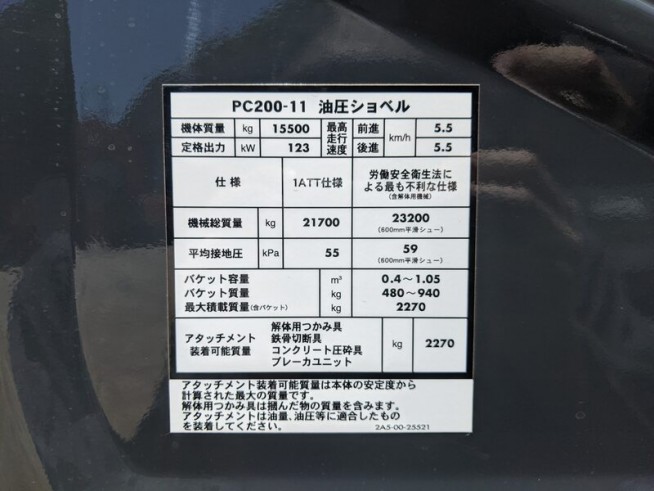 PC200-11 油圧ショベル
機体質量 kg 15500 最高走行速度 前進 km/h 5.5
定格出力 kW 123 後進 5.5
仕様 1ATT仕様 労働安全衛生法による最も不利な仕様 (含解体用機械)
機械総質量 kg 21700 23200 (600mm平滑シュー)
平均接地圧 kPa 55 59 (600mm平滑シュー)
バケット容量 m³ 0.4～1.05
バケット質量 kg 480～940
最大積載質量(含バケット) kg 2270
アタッチメント装着可能質量 解体用つかみ具 kg 2270
鉄骨切断具
コンクリート圧砕具
ブレーカユニット
アタッチメント装着可能質量は本体の安定度から
計算された最大の質量です。
解体用つかみ具は掴んだ物の質量を含みます。
アタッチメントは油量、油圧等に適合したもの
を装着してください。 2A5-00-25521